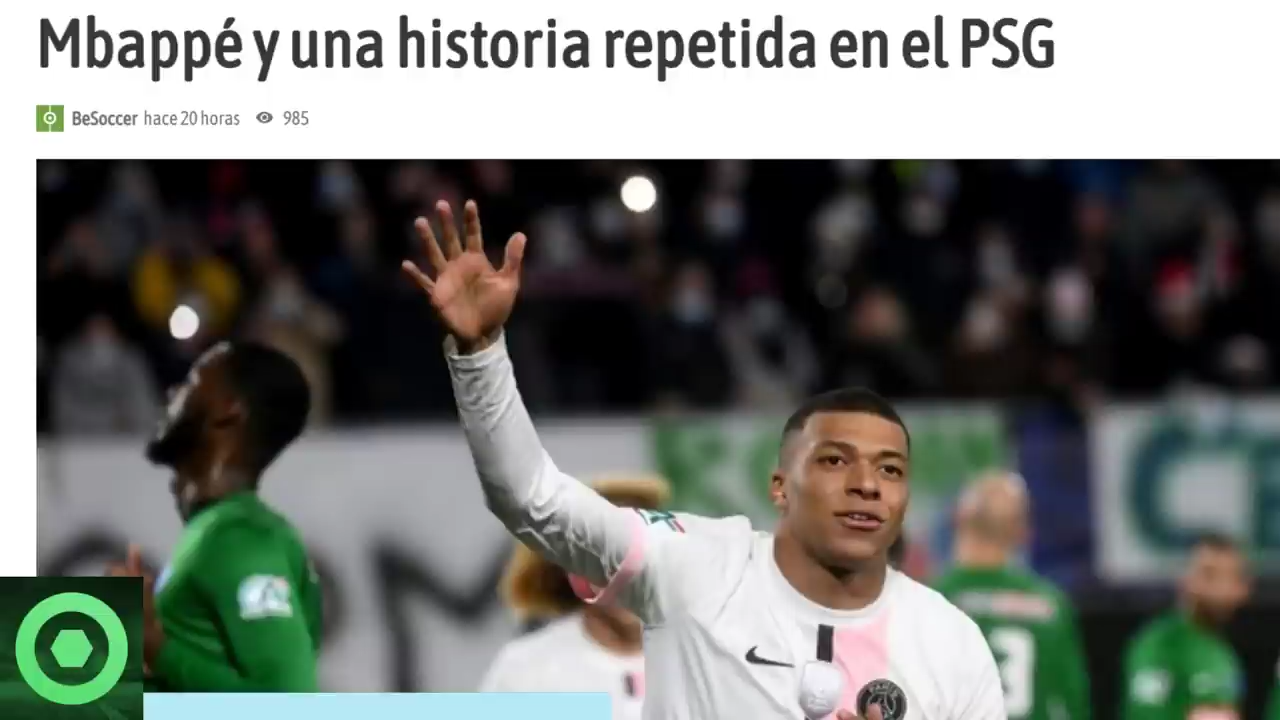 Mbappé y una historia repetida en el PSG
BeSoccer hace 20 horas 985